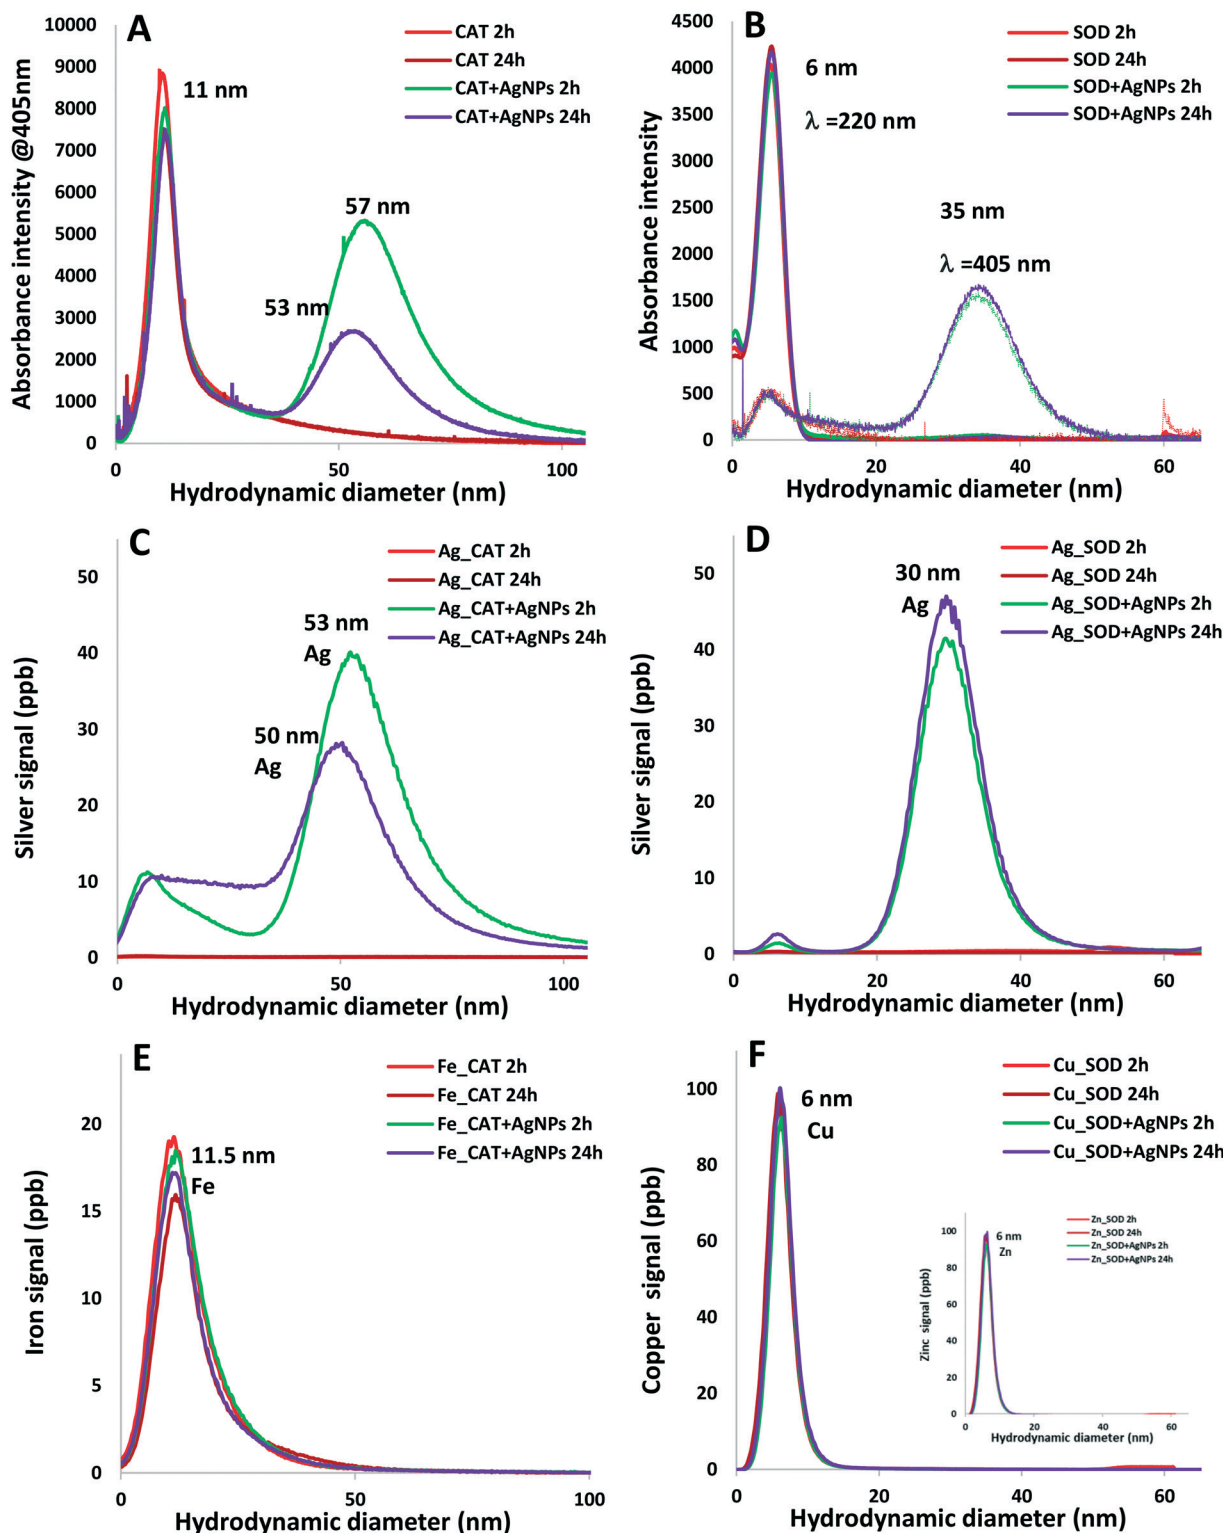 A
CAT 2h
CAT 24h
CAT+AgNPs 2h
CAT+AgNPs 24h
11 nm
57 nm
53 nm
Absorbance intensity @405nm
10000
9000
8000
7000
6000
5000
4000
3000
2000
1000
0
0
50
100
Hydrodynamic diameter (nm)
B
SOD 2h
SOD 24h
SOD+AgNPs 2h
SOD+AgNPs 24h
6 nm
λ =220 nm
35 nm
λ =405 nm
Absorbance intensity
4500
4000
3500
3000
2500
2000
1500
1000
500
0
0
20
40
60
Hydrodynamic diameter (nm)
C
Ag_CAT 2h
Ag_CAT 24h
Ag_CAT+AgNPs 2h
Ag_CAT+AgNPs 24h
53 nm
Ag
50 nm
Ag
Silver signal (ppb)
50
40
30
20
10
0
0
50
100
Hydrodynamic diameter (nm)
D
Ag_SOD 2h
Ag_SOD 24h
Ag_SOD+AgNPs 2h
Ag_SOD+AgNPs 24h
30 nm
Ag
Silver signal (ppb)
50
40
30
20
10
0
0
20
40
60
Hydrodynamic diameter (nm)
E
Fe_CAT 2h
Fe_CAT 24h
Fe_CAT+AgNPs 2h
Fe_CAT+AgNPs 24h
11.5 nm
Fe
Iron signal (ppb)
20
15
10
5
0
0
50
100
Hydrodynamic diameter (nm)
F
Cu_SOD 2h
Cu_SOD 24h
Cu_SOD+AgNPs 2h
Cu_SOD+AgNPs 24h
6 nm
Cu
Copper signal (ppb)
100
80
60
40
20
0
0
20
40
60
Hydrodynamic diameter (nm)
Zn_SOD 2h
Zn_SOD 24h
Zn_SOD+AgNPs 2h
Zn_SOD+AgNPs 24h
6 nm
Zn
Zinc signal (ppb)
100
80
60
40
20
0
0
20
40
60
Hydrodynamic diameter (nm)